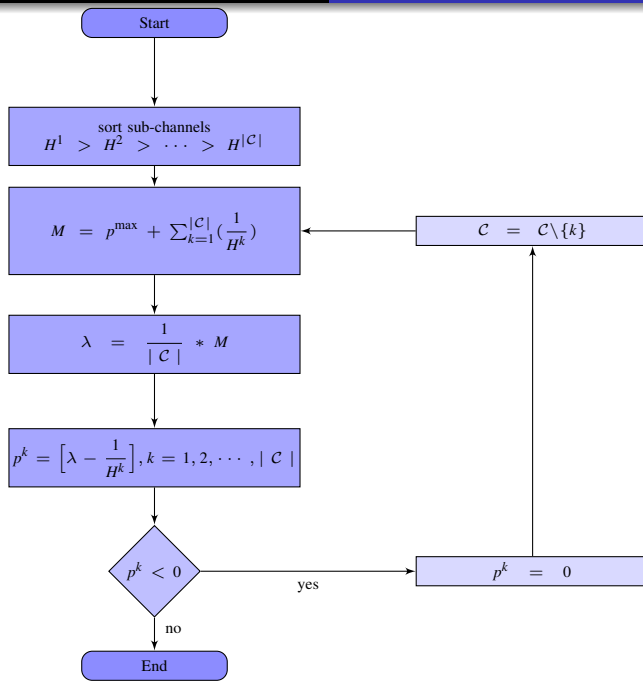 Start
sort sub-channels
H^1 > H^2 > · · · > H^{|𝒞|}
M = p^{max} + ∑_{k=1}^{|𝒞|} (1/H^k)
𝒞 = 𝒞\{k}
λ = 1/| 𝒞 | * M
p^k = [λ − 1/H^k], k = 1, 2, · · · , | 𝒞 |
p^k < 0
yes
p^k = 0
no
End